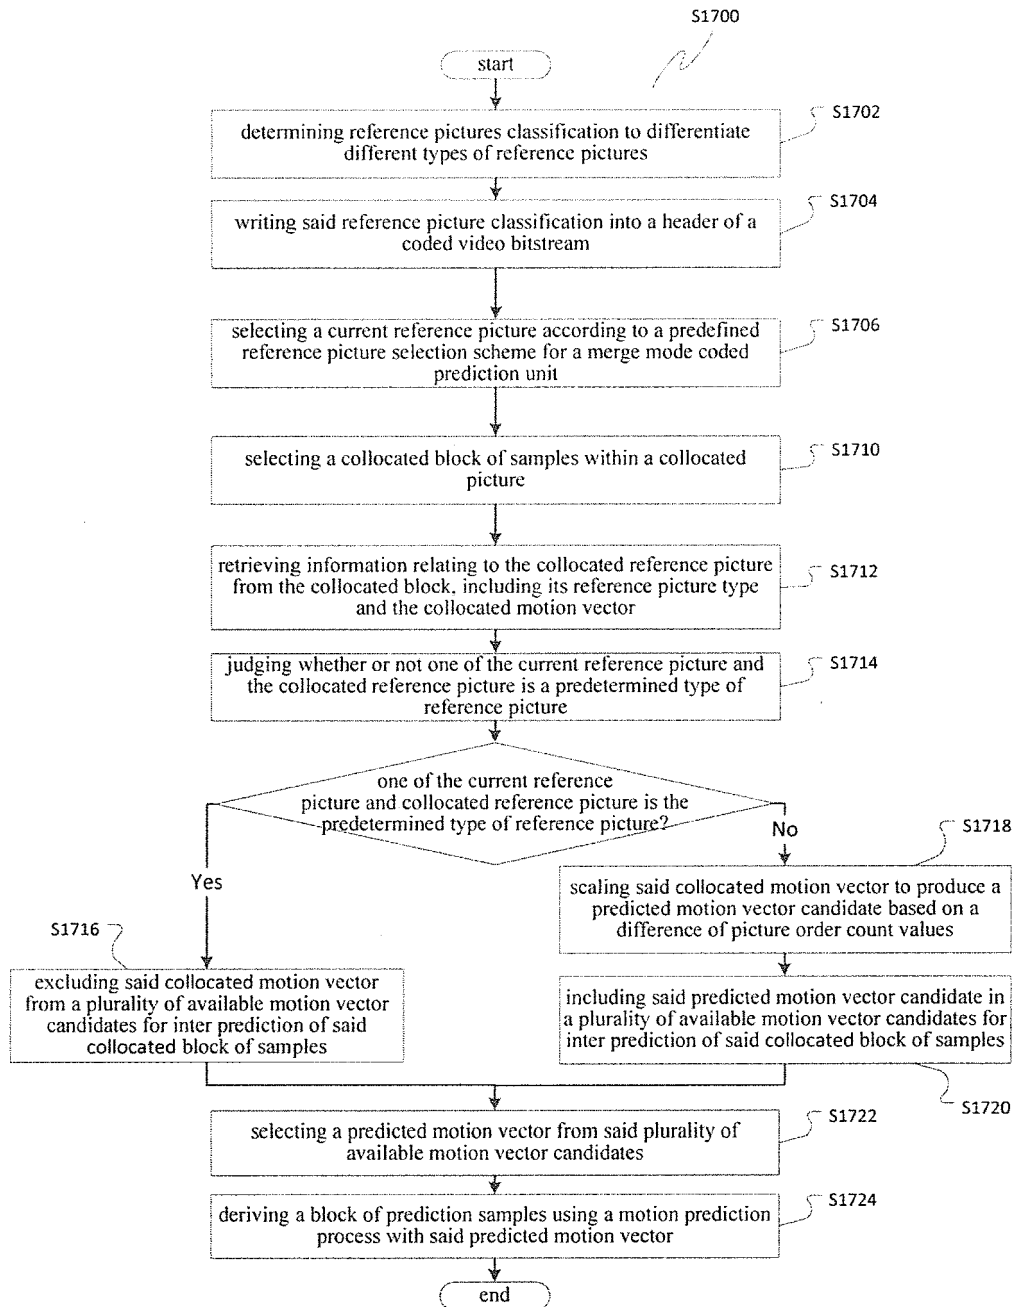 S1700
start
S1702
determining reference pictures classification to differentiate
different types of reference pictures
S1704
writing said reference picture classification into a header of a
coded video bitstream
S1706
selecting a current reference picture according to a predefined
reference picture selection scheme for a merge mode coded
prediction unit
S1710
selecting a collocated block of samples within a collocated
picture
S1712
retrieving information relating to the collocated reference picture
from the collocated block, including its reference picture type
and the collocated motion vector
S1714
judging whether or not one of the current reference picture and
the collocated reference picture is a predetermined type of
reference picture
one of the current reference
picture and collocated reference picture is the
predetermined type of reference picture?
Yes
No
S1716
excluding said collocated motion vector
from a plurality of available motion vector
candidates for inter prediction of said
collocated block of samples
S1718
scaling said collocated motion vector to produce a
predicted motion vector candidate based on a
difference of picture order count values
including said predicted motion vector candidate in
a plurality of available motion vector candidates for
inter prediction of said collocated block of samples
S1720
S1722
selecting a predicted motion vector from said plurality of
available motion vector candidates
S1724
deriving a block of prediction samples using a motion prediction
process with said predicted motion vector
end